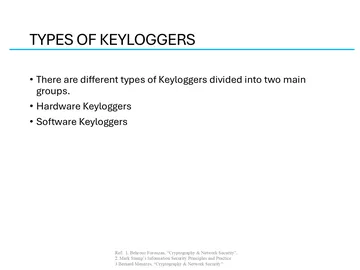 TYPES OF KEYLOGGERS
• There are different types of Keyloggers divided into two main
groups.
• Hardware Keyloggers
• Software Keyloggers
Ref: 1. Behrouz Forouzan, "Cryptography & Network Security",
2. Mark Stamp's Information Security Principles and Practice
3.Bernard Menezes, "Cryptography & Network Security"